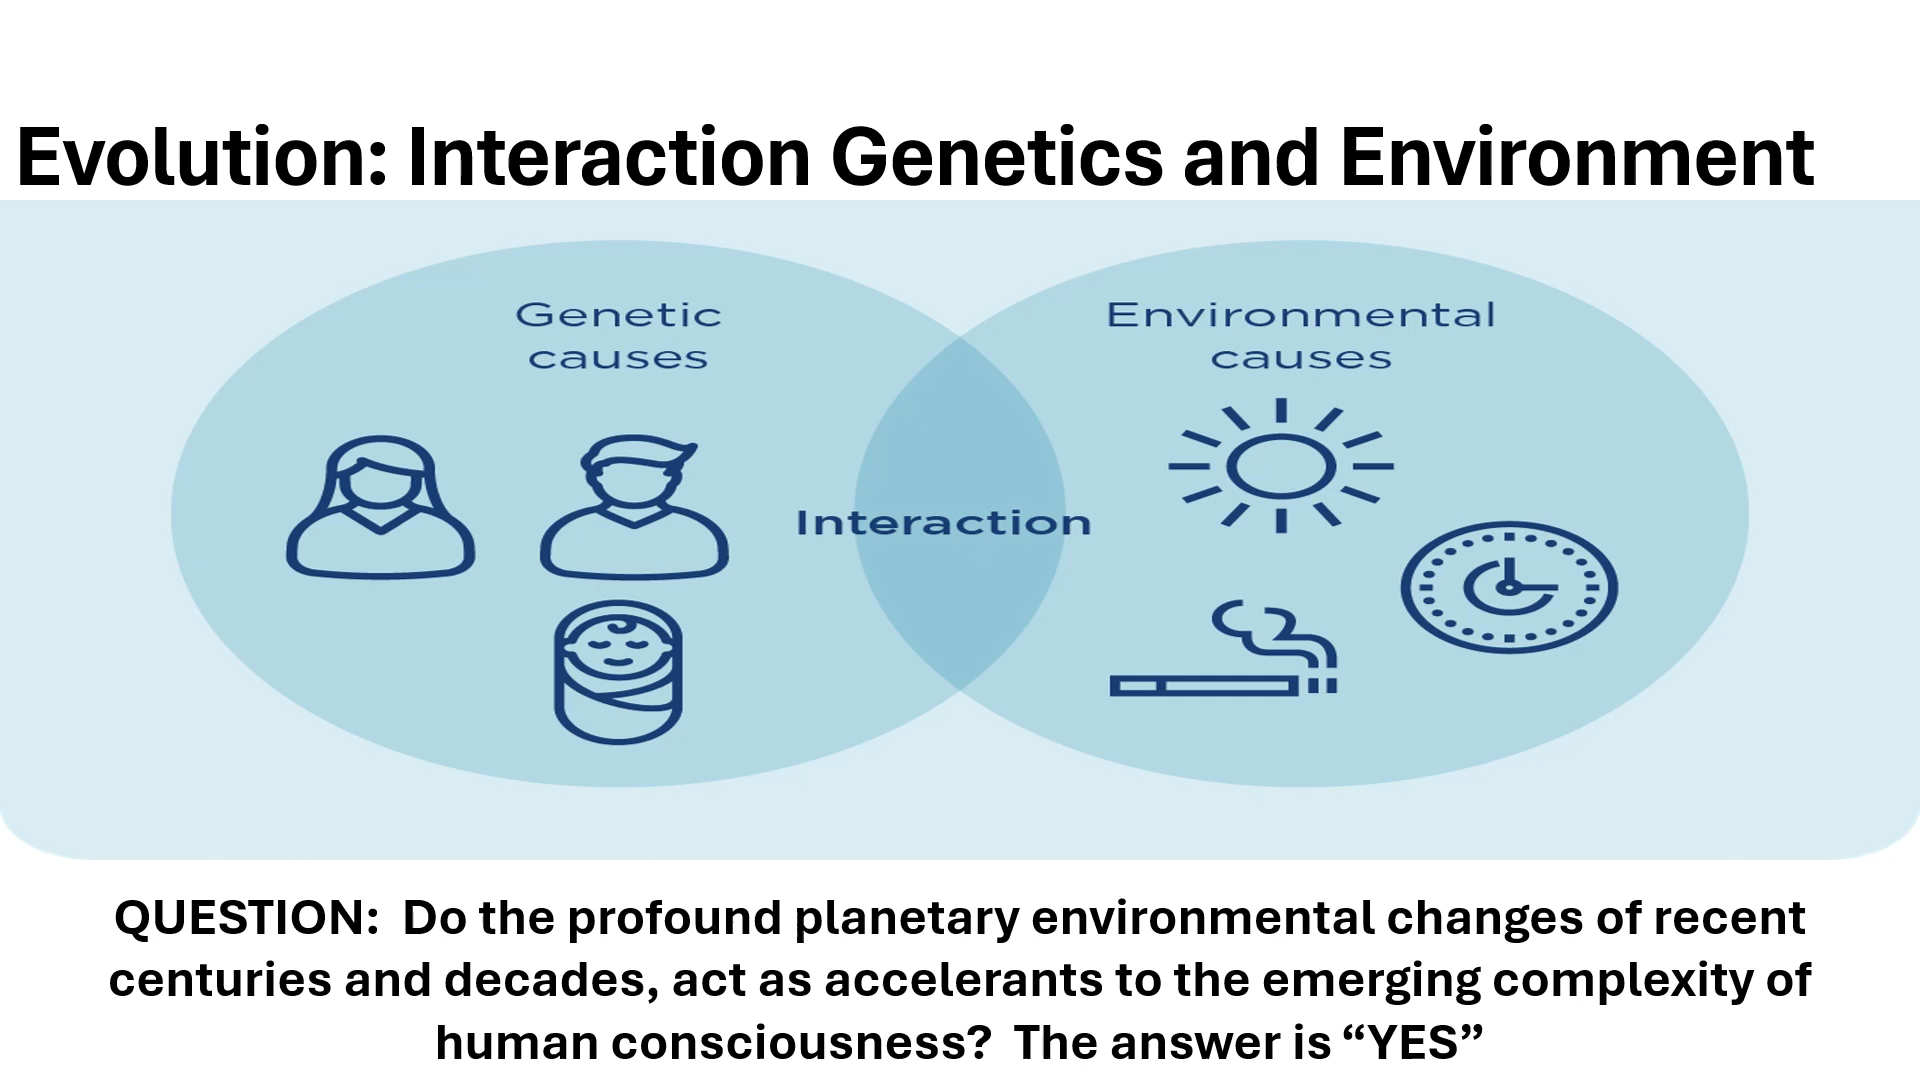 Evolution: Interaction Genetics and Environment
Genetic
causes
Environmental
causes
Interaction
QUESTION:  Do the profound planetary environmental changes of recent
centuries and decades, act as accelerants to the emerging complexity of
human consciousness?  The answer is “YES”